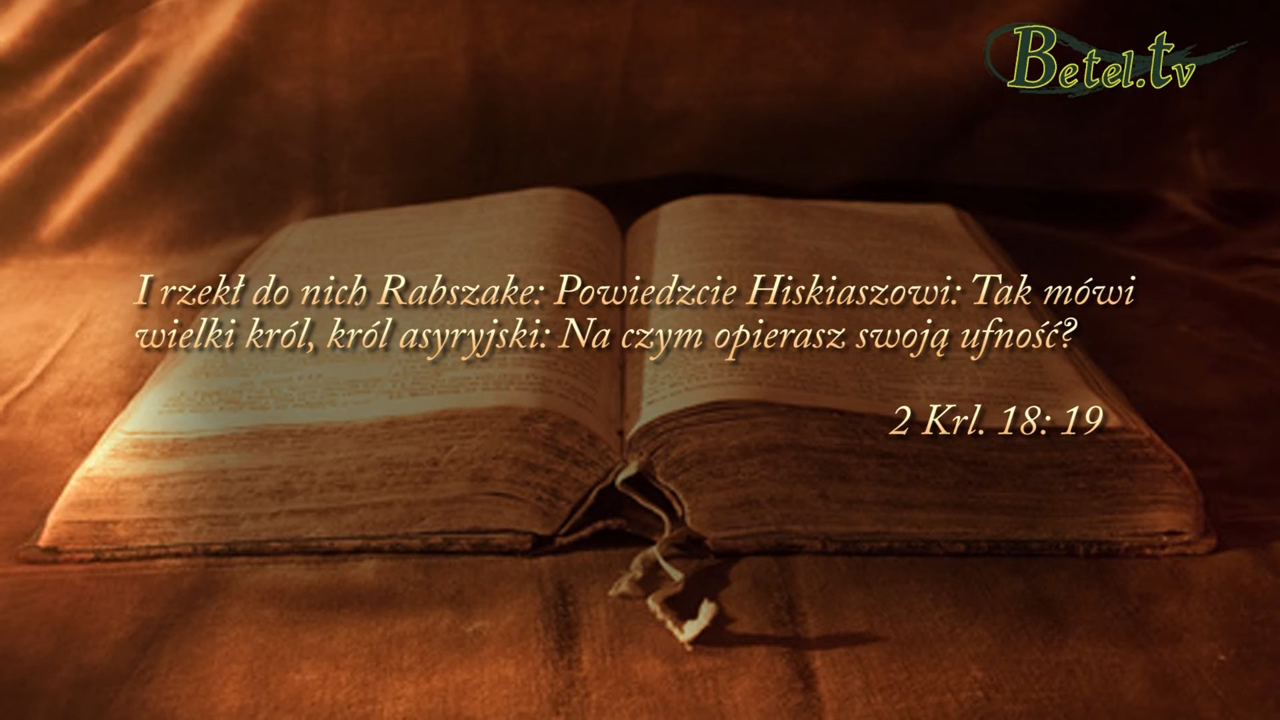 Betel.tv
I rzekł do nich Rabszake: Powiedzcie Hiskiaszowi: Tak mówi
wielki król, król asyryjski: Na czym opierasz swoją ufność?
2 Krl. 18: 19